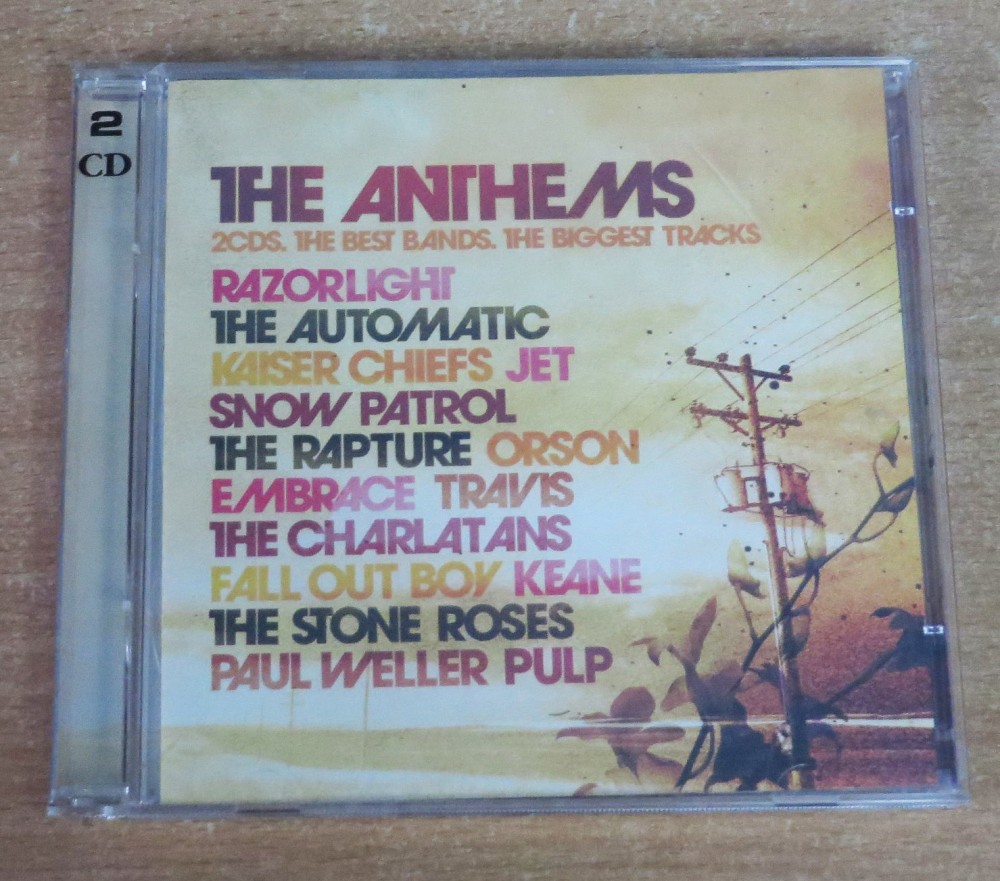 2
CD
THE ANTHEMS
2CDS. THE BEST BANDS. THE BIGGEST TRACKS
RAZORLIGHT
THE AUTOMATIC
KAISER CHIEFS JET
SNOW PATROL
THE RAPTURE ORSON
EMBRACE TRAVIS
THE CHARLATANS
FALL OUT BOY KEANE
THE STONE ROSES
PAUL WELLER PULP